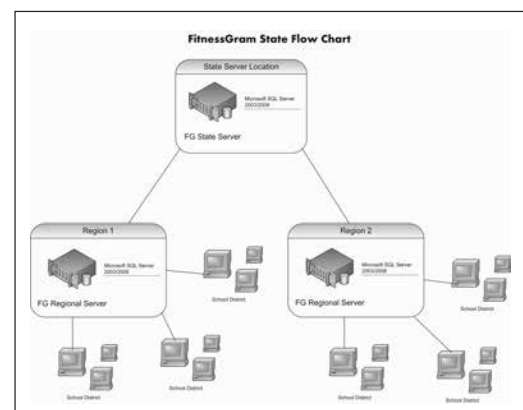 FitnessGram State Flow Chart
State Server Location
Microsoft SQL Server
2003/2008
FG State Server
Region 1
Microsoft SQL Server
2003/2008
FG Regional Server
School District
School District
School District
Region 2
Microsoft SQL Server
2003/2008
FG Regional Server
School District
School District
School District